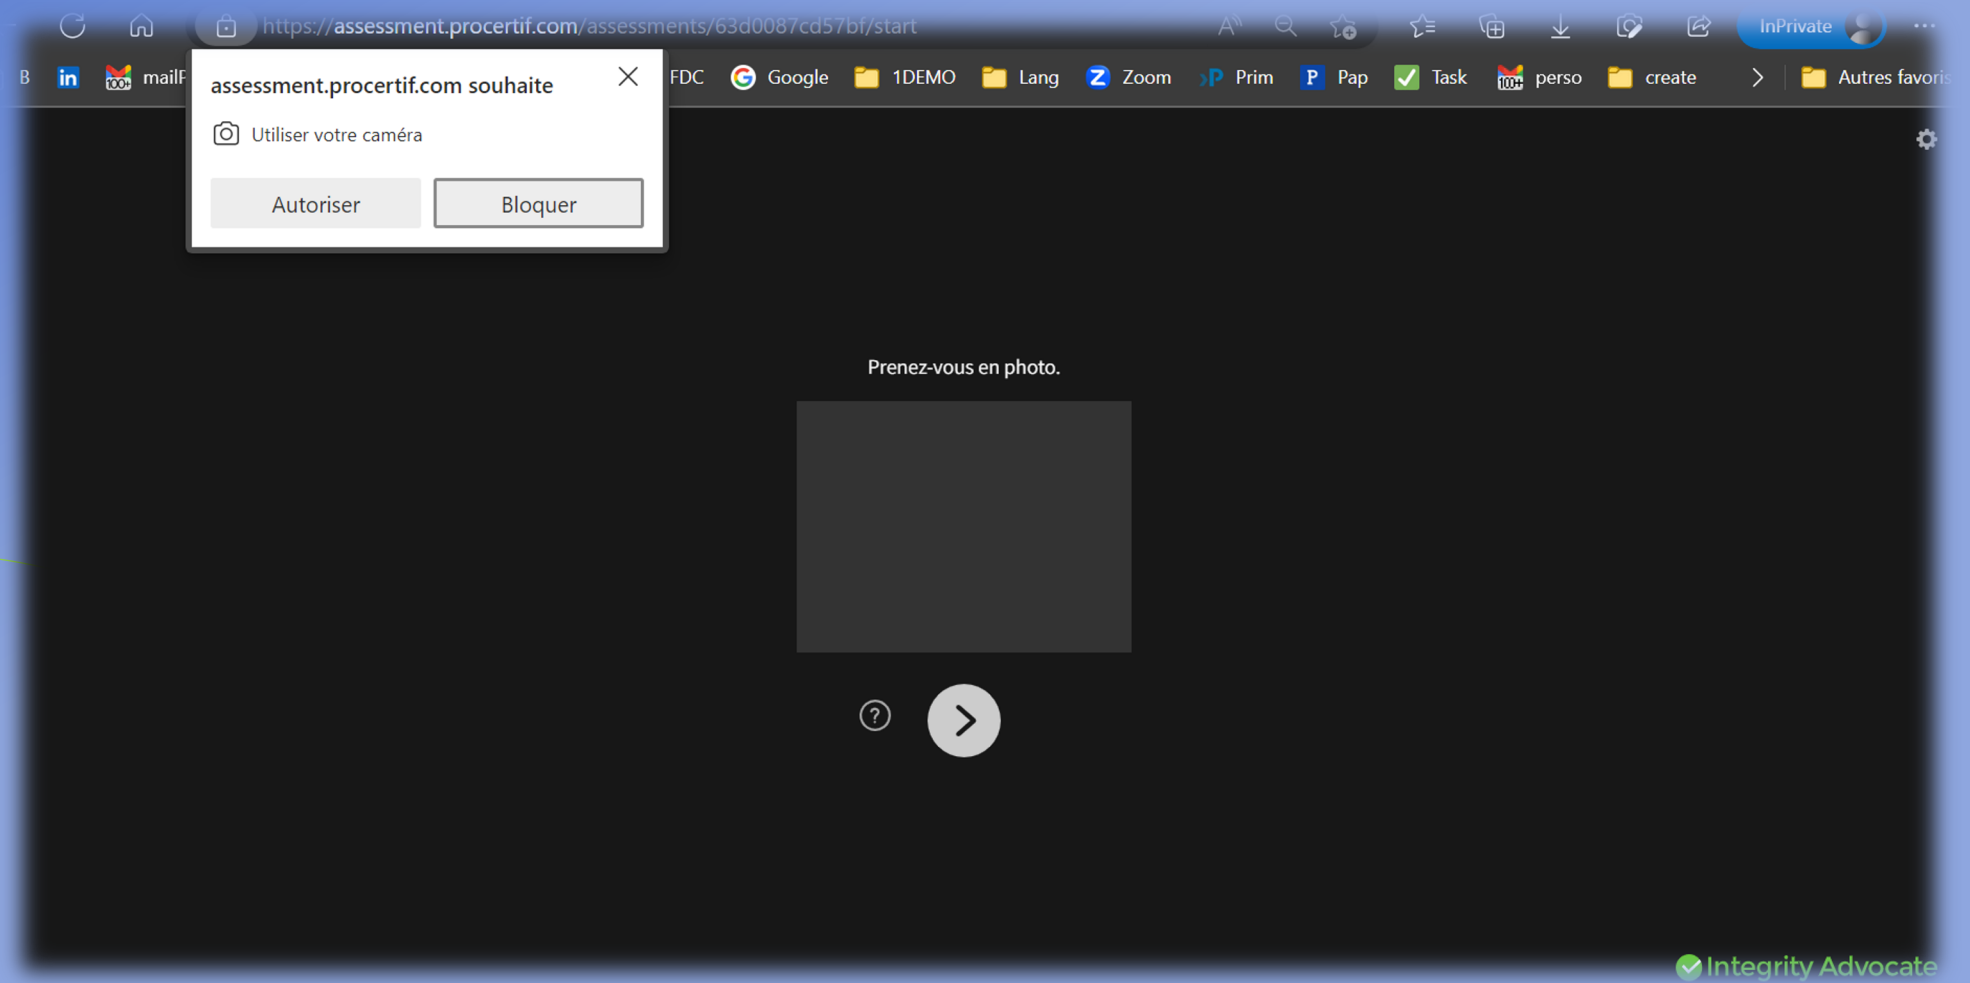 https://assessment.procertif.com/assessments/63d0087cd57bf/start
InPrivate
B
mailP
FDC
Google
1DEMO
Lang
Zoom
Prim
Pap
Task
perso
create
Autres favoris
assessment.procertif.com souhaite
Utiliser votre caméra
Autoriser
Bloquer
Prenez-vous en photo.
?
Integrity Advocate